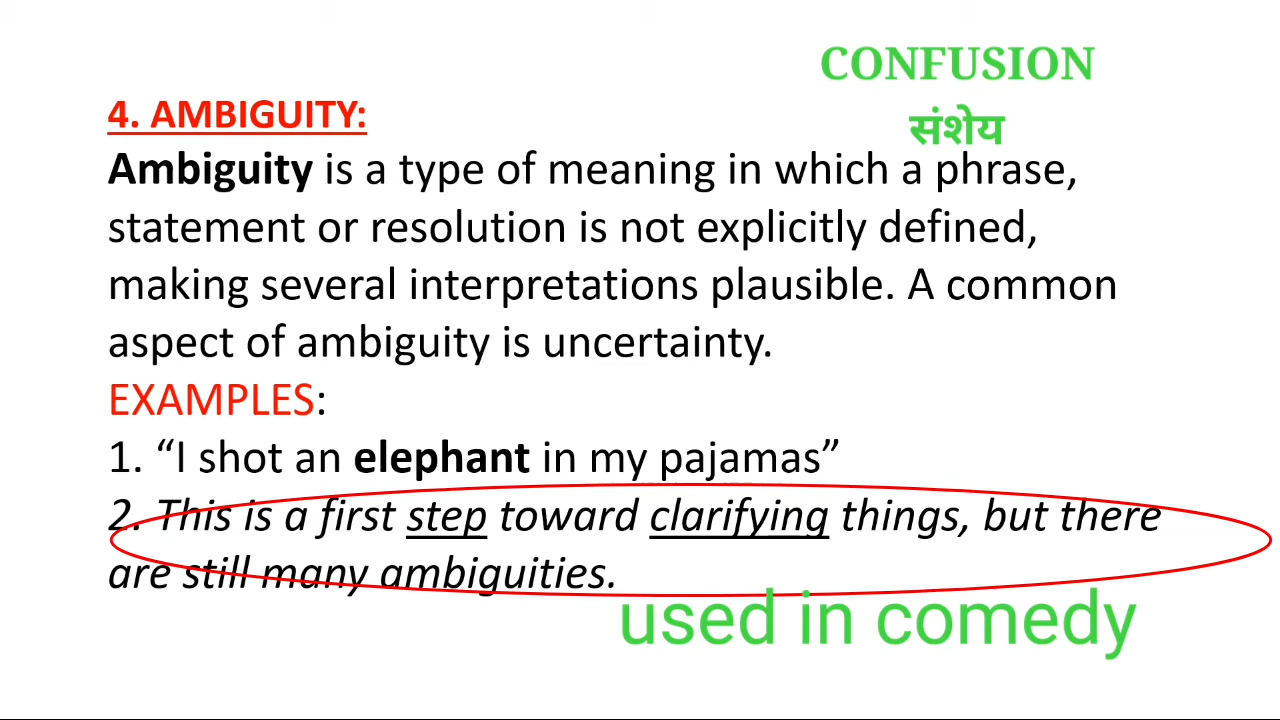 CONFUSION
संशेय
4. AMBIGUITY:
Ambiguity is a type of meaning in which a phrase,
statement or resolution is not explicitly defined,
making several interpretations plausible. A common
aspect of ambiguity is uncertainty.
EXAMPLES:
1. “I shot an elephant in my pajamas”
2. This is a first step toward clarifying things, but there
are still many ambiguities.
used in comedy